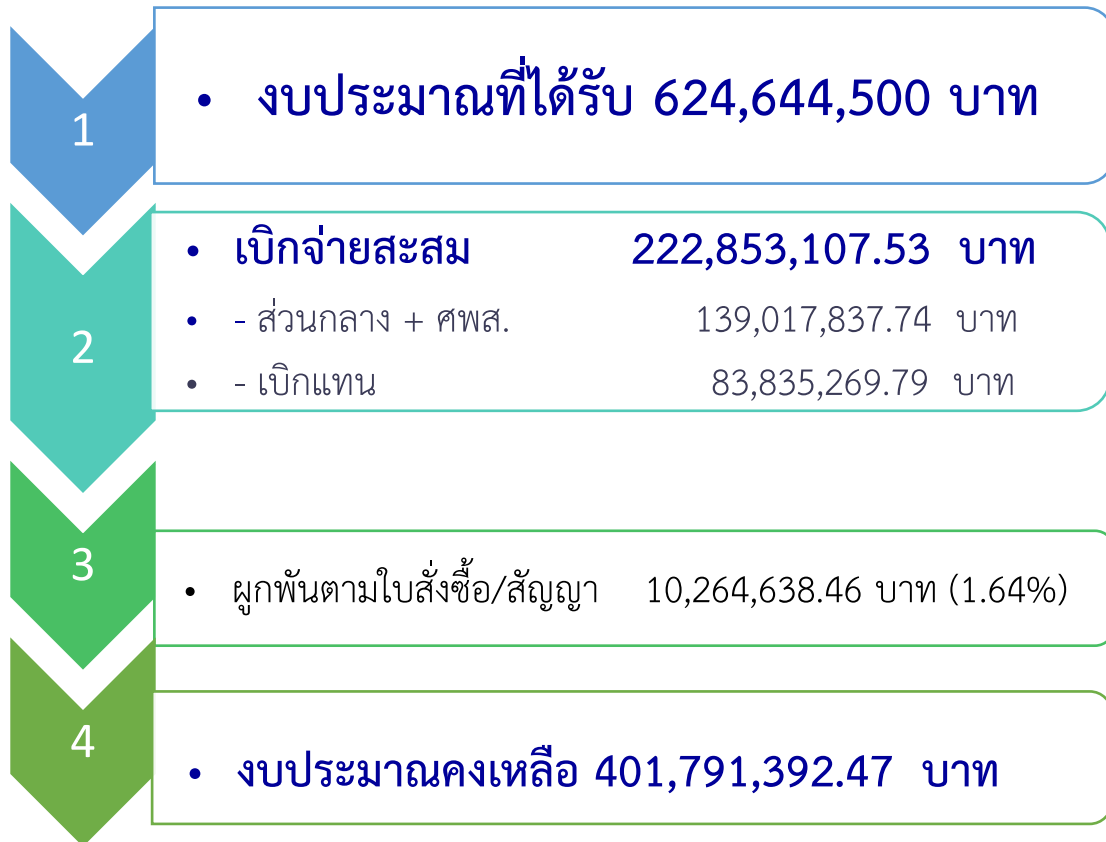 1
• งบประมาณที่ได้รับ 624,644,500 บาท
2
• เบิกจ่ายสะสม 222,853,107.53 บาท
• - ส่วนกลาง + ศพส. 139,017,837.74 บาท
• - เบิกแทน 83,835,269.79 บาท
3
• ผูกพันตามใบสั่งซื้อ/สัญญา 10,264,638.46 บาท (1.64%)
4
• งบประมาณคงเหลือ 401,791,392.47 บาท